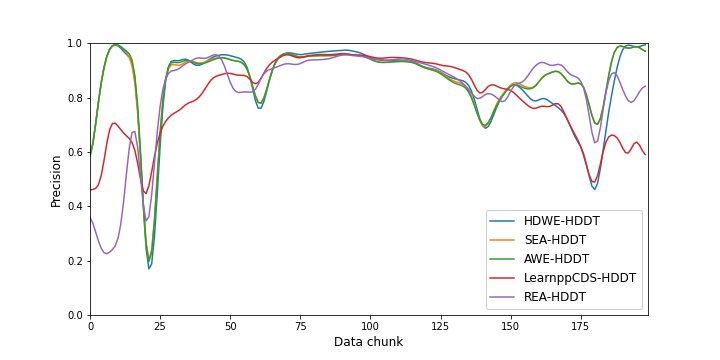 1.0
0.8
0.6
0.4
0.2
0.0
Precision
0 25 50 75 100 125 150 175
Data chunk
HDWE-HDDT
SEA-HDDT
AWE-HDDT
LearnppCDS-HDDT
REA-HDDT